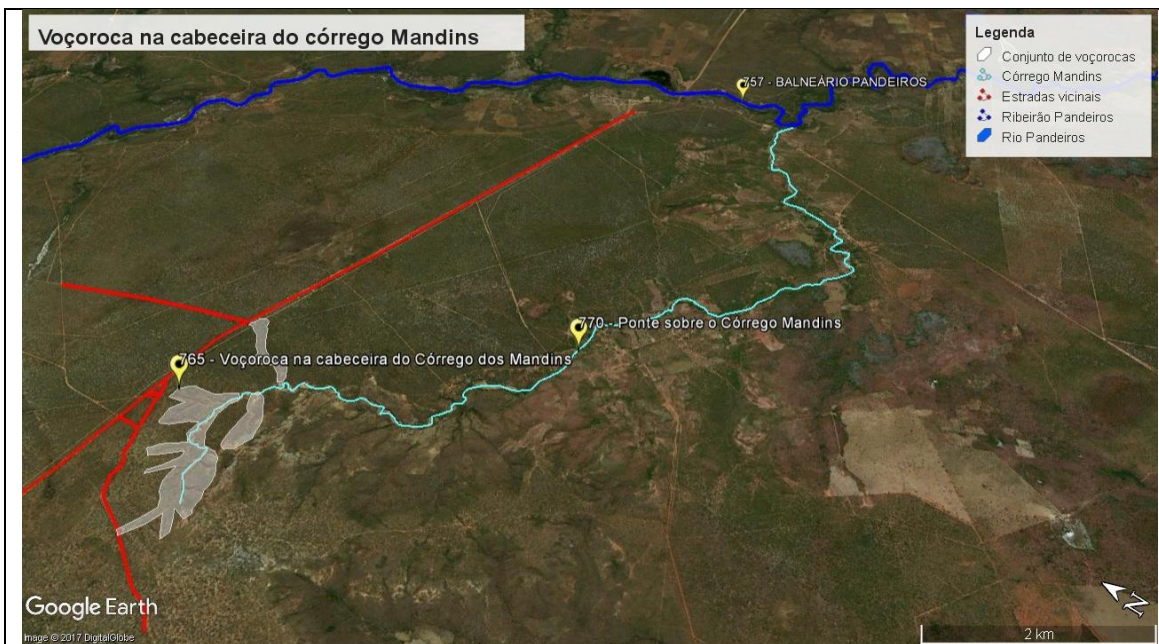 Voçoroca na cabeceira do córrego Mandins
Legenda
Conjunto de voçorocas
Córrego Mandins
Estradas vicinais
Ribeirão Pandeiros
Rio Pandeiros
757 - BALNEÁRIO PANDEIROS
770 - Ponte sobre o Córrego Mandins
765 - Voçoroca na cabeceira do Córrego dos Mandins
Google Earth
Image © 2017 DigitalGlobe
N
2 km